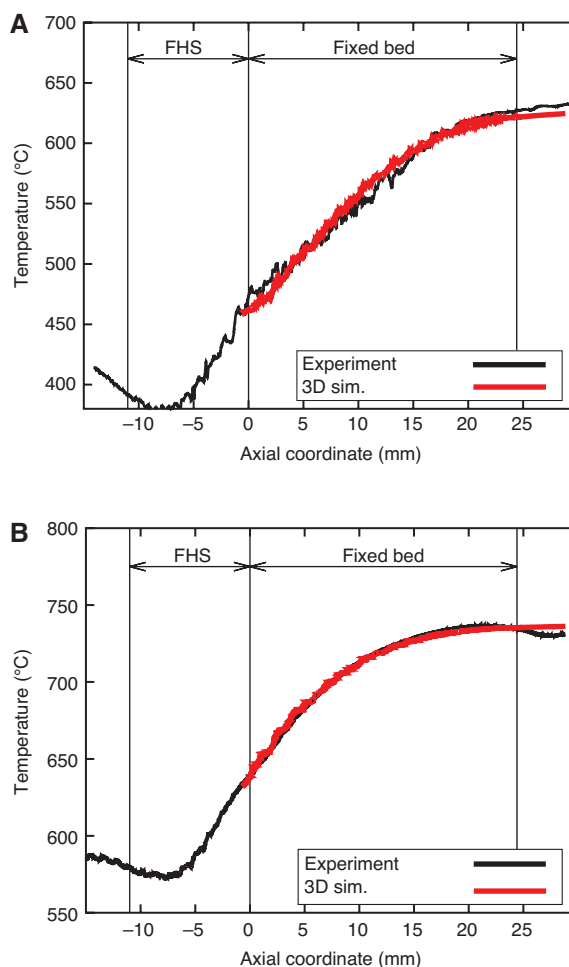 A
700
FHS
Fixed bed
650
600
550
500
450
400
Temperature (°C)
Experiment
3D sim.
–10
–5
0
5
10
15
20
25
Axial coordinate (mm)
B
800
FHS
Fixed bed
750
700
650
600
550
Temperature (°C)
Experiment
3D sim.
–10
–5
0
5
10
15
20
25
Axial coordinate (mm)